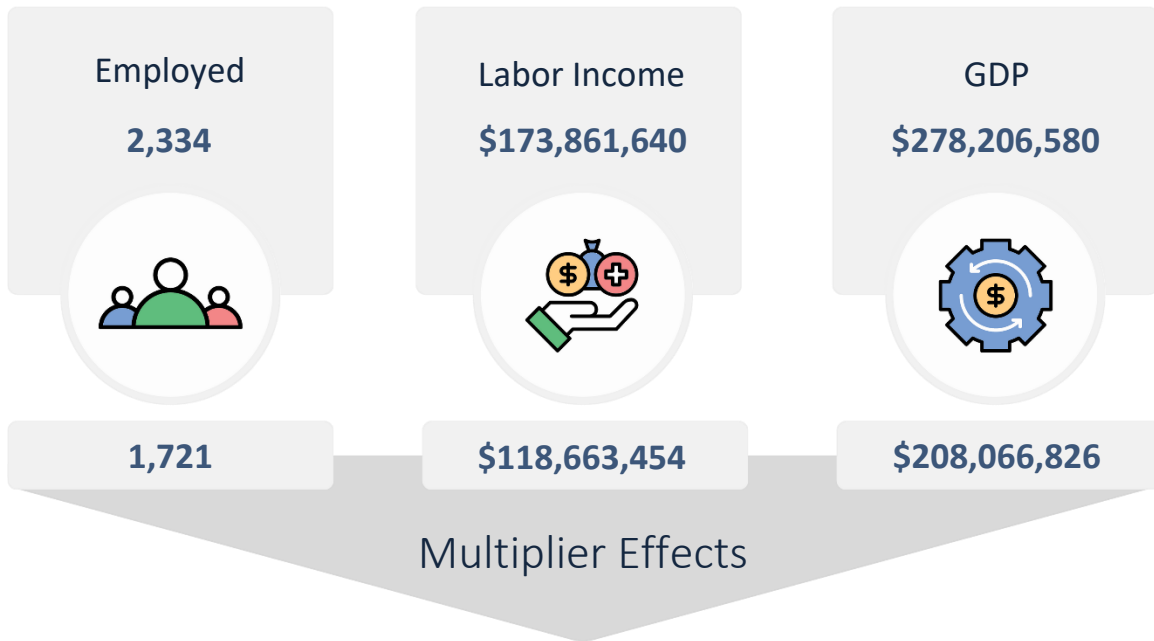 Employed
2,334
Labor Income
$173,861,640
GDP
$278,206,580
$
$
1,721
$118,663,454
$208,066,826
Multiplier Effects